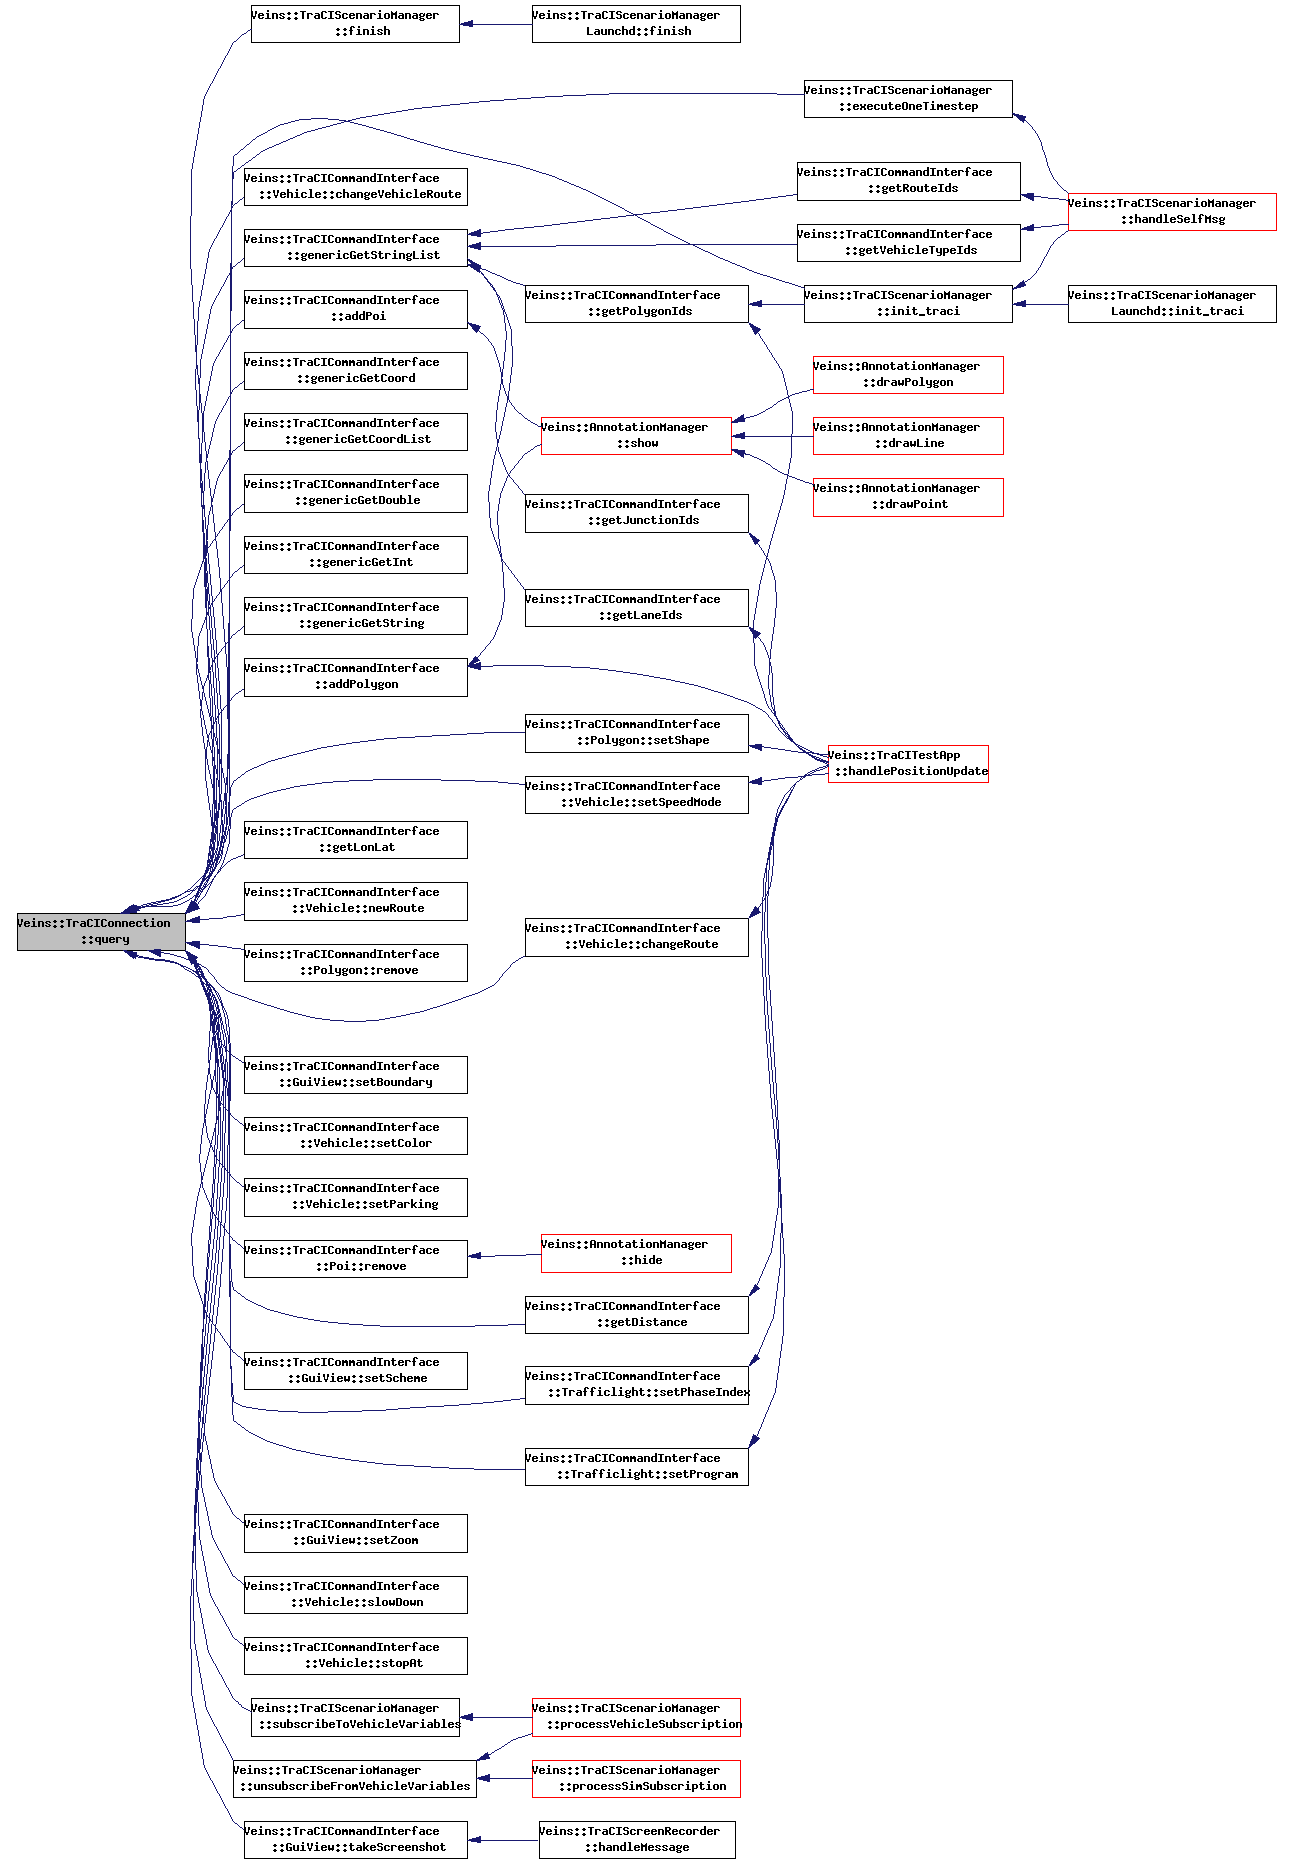 Veins::TraCIScenarioManager
::finish
Veins::TraCIScenarioManager
Launchd::finish
Veins::TraCIScenarioManager
::executeOneTimestep
Veins::TraCICommandInterface
::Vehicle::changeVehicleRoute
Veins::TraCICommandInterface
::getRouteIds
Veins::TraCIScenarioManager
::handleSelfMsg
Veins::TraCICommandInterface
::genericGetStringList
Veins::TraCICommandInterface
::getVehicleTypeIds
Veins::TraCICommandInterface
::addPoi
Veins::TraCICommandInterface
::getPolygonIds
Veins::TraCIScenarioManager
::init_traci
Veins::TraCIScenarioManager
Launchd::init_traci
Veins::TraCICommandInterface
::genericGetCoord
Veins::AnnotationManager
::drawPolygon
Veins::TraCICommandInterface
::genericGetCoordList
Veins::AnnotationManager
::show
Veins::AnnotationManager
::drawLine
Veins::TraCICommandInterface
::genericGetDouble
Veins::TraCICommandInterface
::getJunctionIds
Veins::AnnotationManager
::drawPoint
Veins::TraCICommandInterface
::genericGetInt
Veins::TraCICommandInterface
::genericGetString
Veins::TraCICommandInterface
::getLaneIds
Veins::TraCICommandInterface
::addPolygon
Veins::TraCICommandInterface
::Polygon::setShape
Veins::TraCITestApp
::handlePositionUpdate
Veins::TraCICommandInterface
::Vehicle::setSpeedMode
Veins::TraCICommandInterface
::getLonLat
Veins::TraCICommandInterface
::Vehicle::newRoute
Veins::TraCIConnection
::query
Veins::TraCICommandInterface
::Vehicle::changeRoute
Veins::TraCICommandInterface
::Polygon::remove
Veins::TraCICommandInterface
::GuiView::setBoundary
Veins::TraCICommandInterface
::Vehicle::setColor
Veins::TraCICommandInterface
::Vehicle::setParking
Veins::TraCICommandInterface
::Poi::remove
Veins::AnnotationManager
::hide
Veins::TraCICommandInterface
::getDistance
Veins::TraCICommandInterface
::GuiView::setScheme
Veins::TraCICommandInterface
::Trafficlight::setPhaseIndex
Veins::TraCICommandInterface
::Trafficlight::setProgram
Veins::TraCICommandInterface
::GuiView::setZoom
Veins::TraCICommandInterface
::Vehicle::slowDown
Veins::TraCICommandInterface
::Vehicle::stopAt
Veins::TraCIScenarioManager
::subscribeToVehicleVariables
Veins::TraCIScenarioManager
::processVehicleSubscription
Veins::TraCIScenarioManager
::unsubscribeFromVehicleVariables
Veins::TraCIScenarioManager
::processSimSubscription
Veins::TraCICommandInterface
::GuiView::takeScreenshot
Veins::TraCIScreenRecorder
::handleMessage